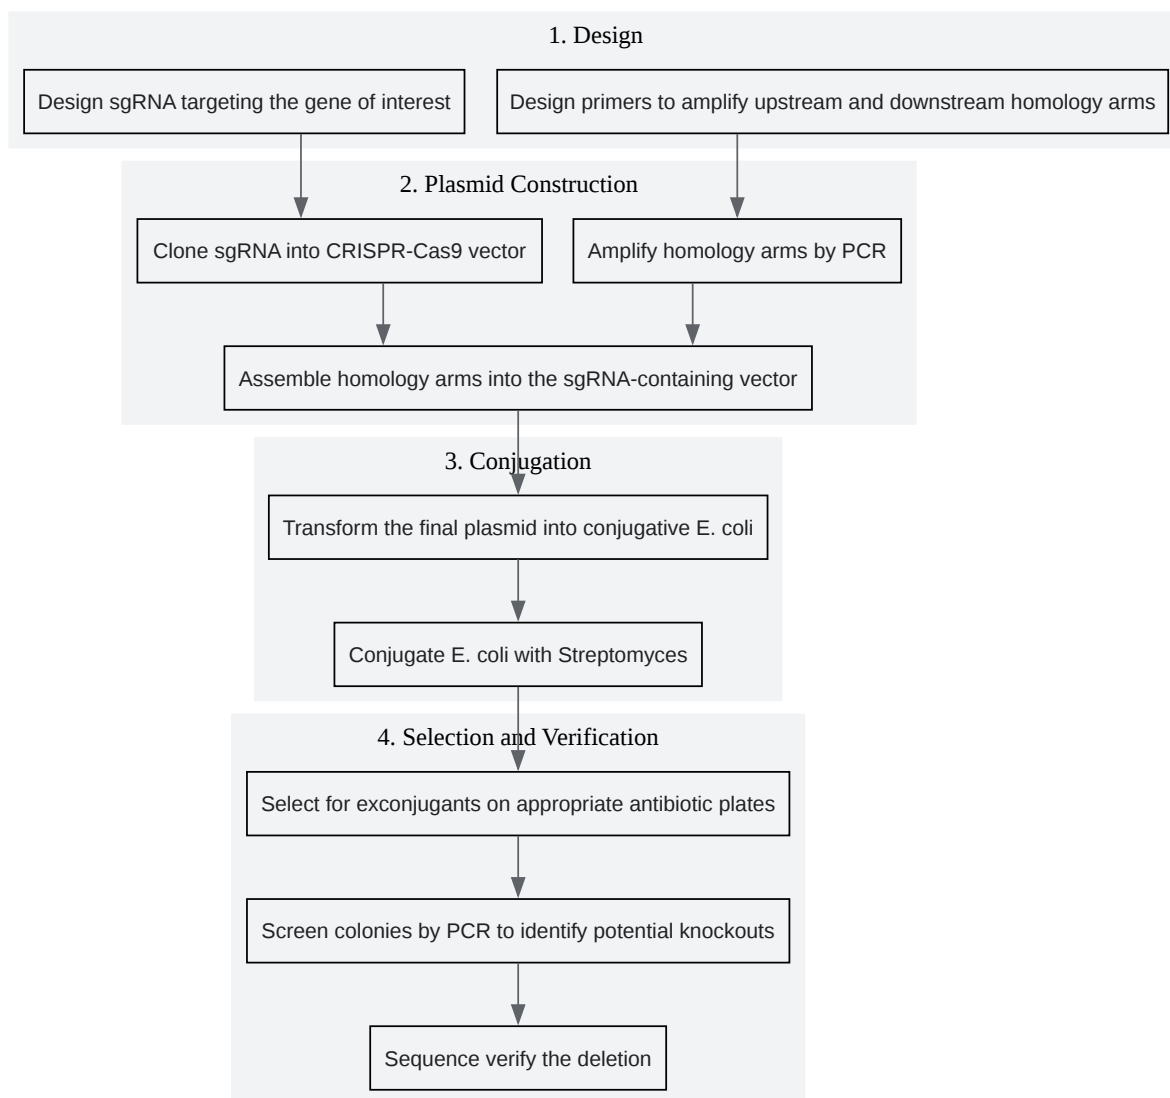 1. Design
Design sgRNA targeting the gene of interest
Design primers to amplify upstream and downstream homology arms
2. Plasmid Construction
Clone sgRNA into CRISPR-Cas9 vector
Amplify homology arms by PCR
Assemble homology arms into the sgRNA-containing vector
3. Conjugation
Transform the final plasmid into conjugative E. coli
Conjugate E. coli with Streptomyces
4. Selection and Verification
Select for exconjugants on appropriate antibiotic plates
Screen colonies by PCR to identify potential knockouts
Sequence verify the deletion